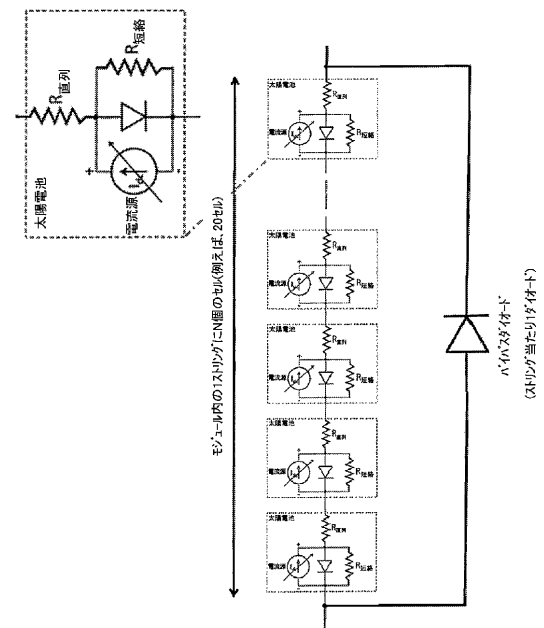 太陽電池
R直列
R短絡
電流源
モジュール内の1ストリングにN個のセル(例えば、20セル)
太陽電池
R直列
電流源
R短絡
太陽電池
R直列
電流源
R短絡
太陽電池
R直列
電流源
R短絡
太陽電池
R直列
電流源
R短絡
太陽電池
R直列
電流源
R短絡
バイパスダイオード
(ストリング当たり1ダイオード)